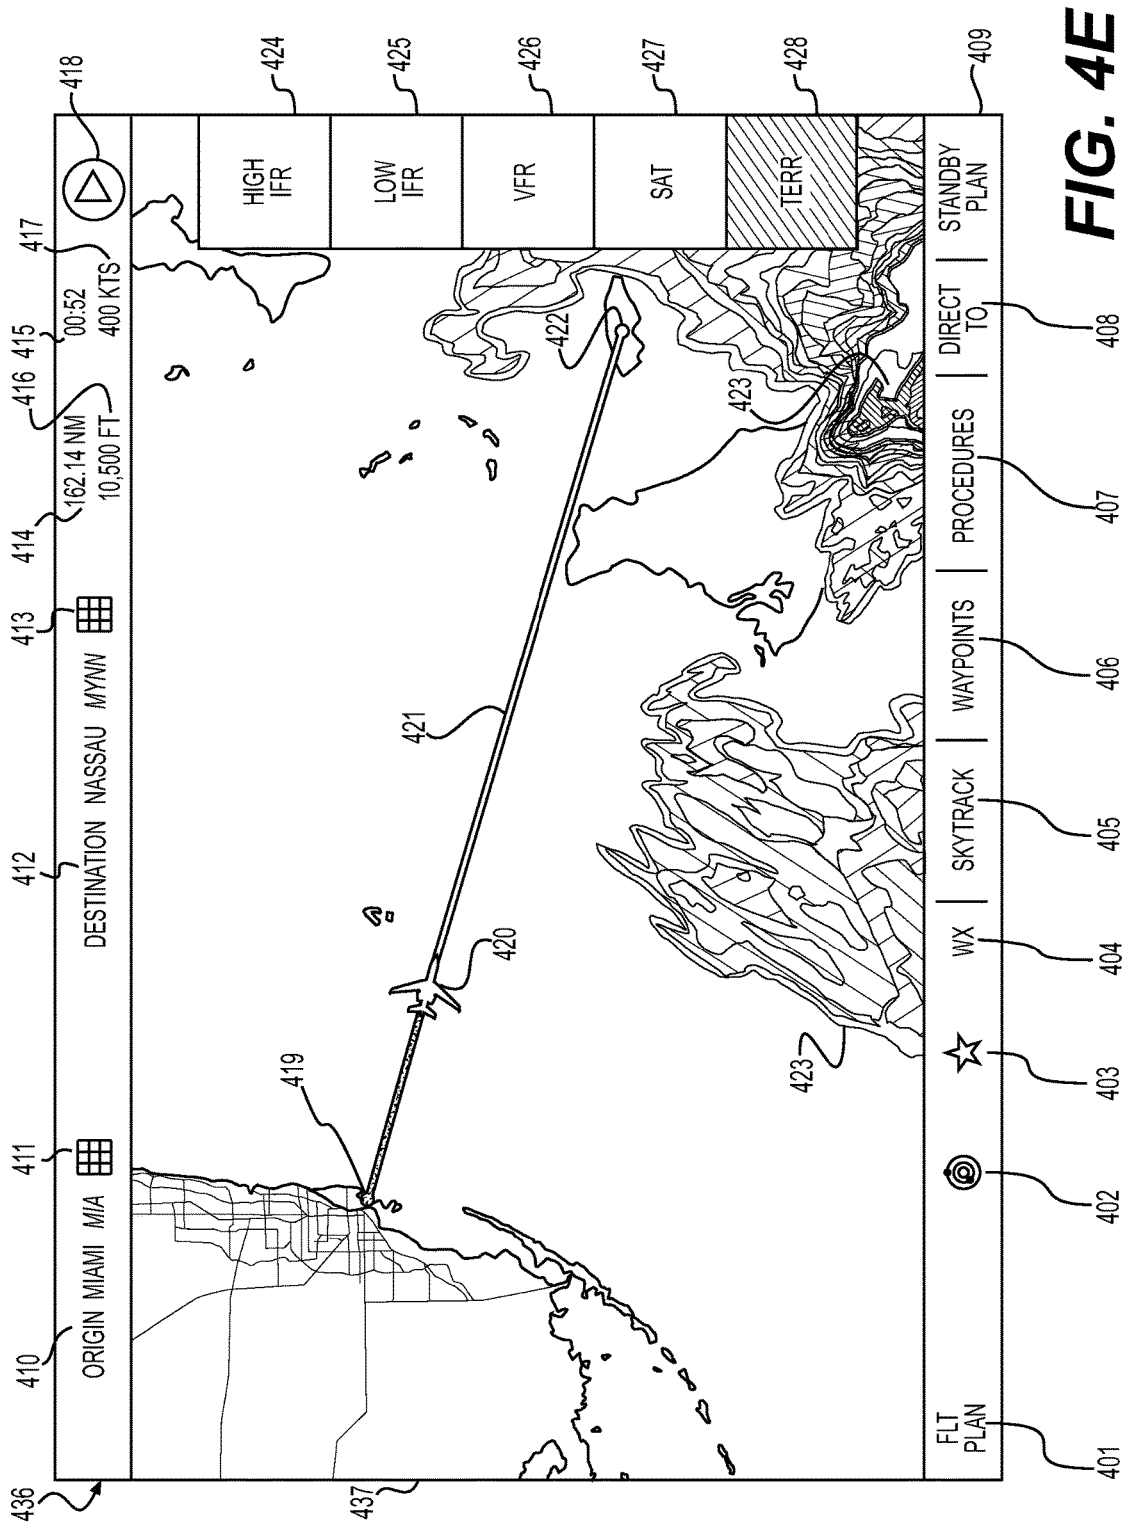 436
410
411
412
413
414
416
415
417
418
ORIGIN MIAMI MIA
DESTINATION NASSAU MYNN
162.14 NM
00:52
10,500 FT
400 KTS
424
HIGH
IFR
425
LOW
IFR
426
VFR
427
SAT
428
TERR
419
420
421
422
423
423
437
FLT
PLAN
WX
SKYTRACK
WAYPOINTS
PROCEDURES
DIRECT
TO
STANDBY
PLAN
409
401
402
403
404
405
406
407
408
FIG. 4E